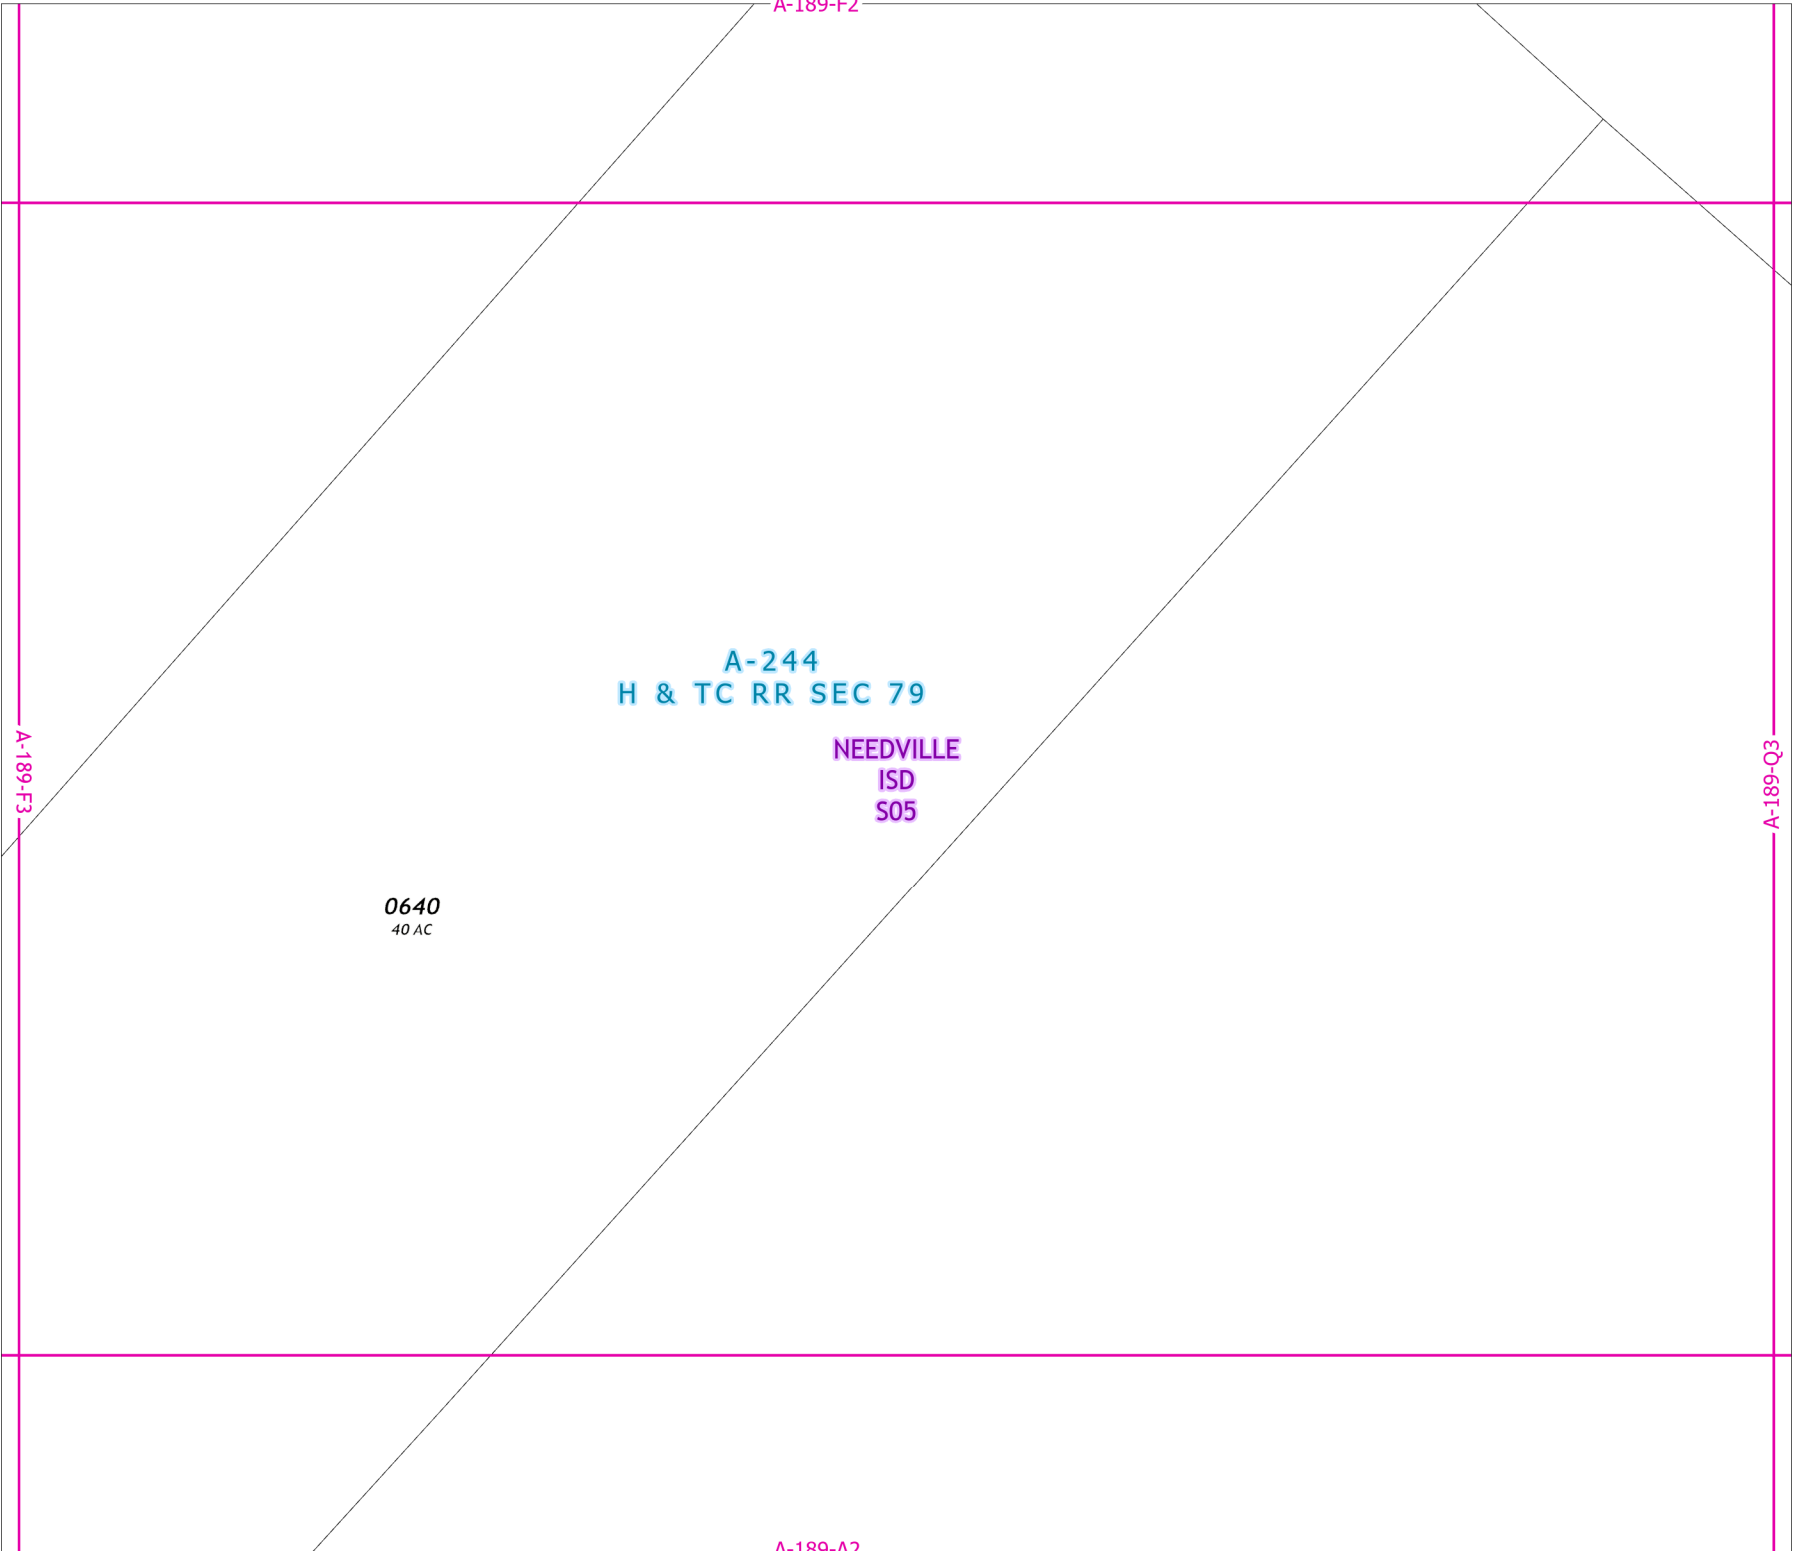 A-189-F2
A-244
H & TC RR SEC 79
NEEDVILLE
ISD
S05
A-189-F3
A-189-Q3
0640
40 AC
A-189-A2